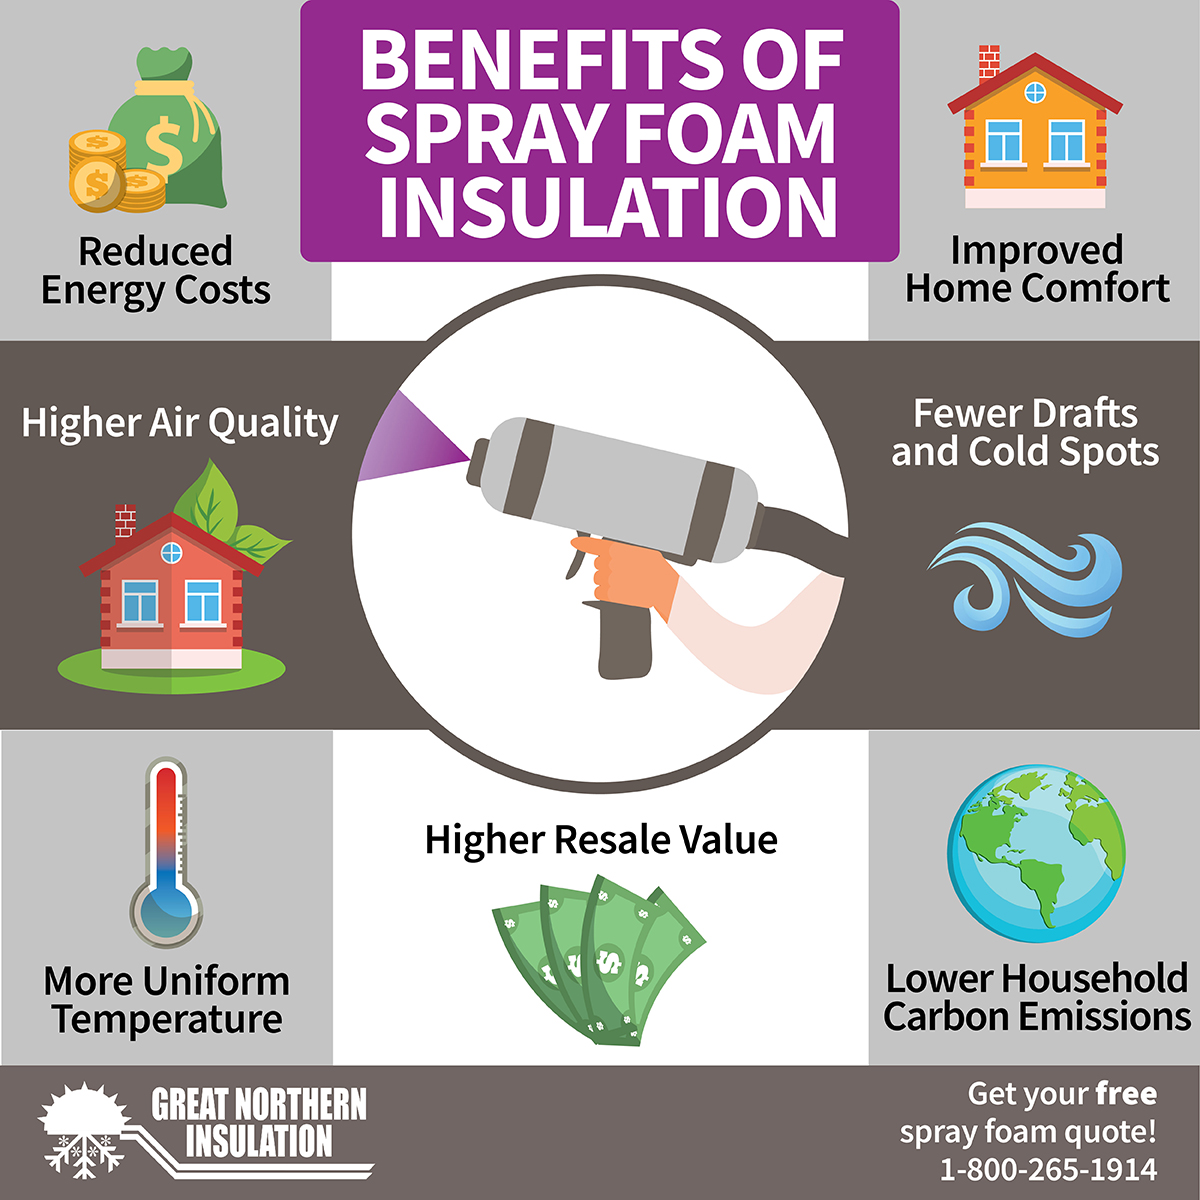 BENEFITS OF
SPRAY FOAM
INSULATION
$
$
$
$
Reduced
Energy Costs
Improved
Home Comfort
Higher Air Quality
Fewer Drafts
and Cold Spots
More Uniform
Temperature
Higher Resale Value
$
$
$
$
$
$
$
$
$
$
Lower Household
Carbon Emissions
GREAT NORTHERN
INSULATION
Get your free
spray foam quote!
1-800-265-1914